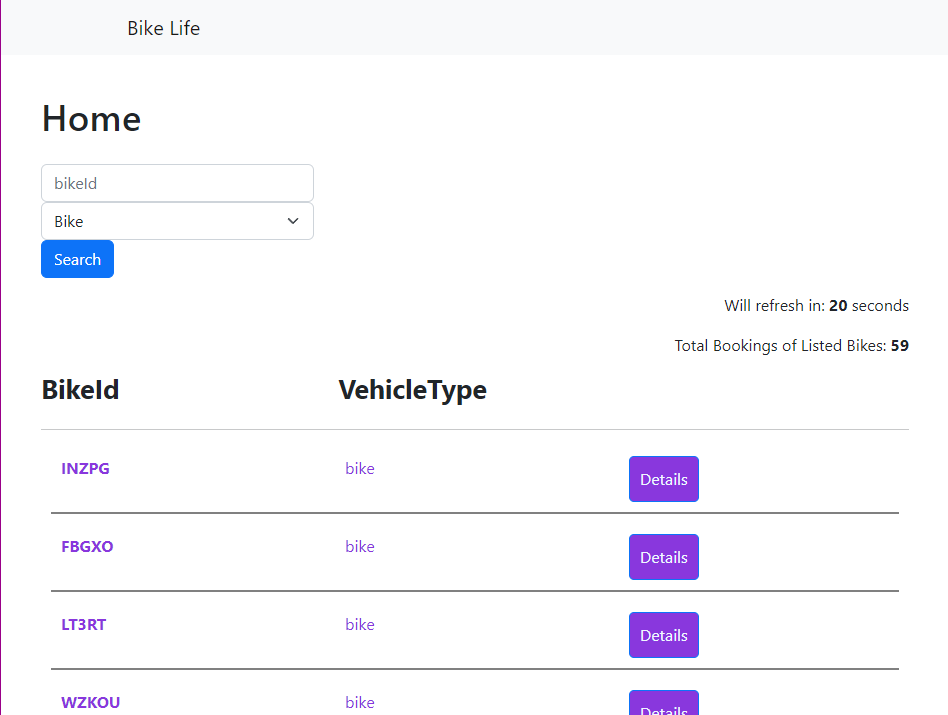 Bike Life
Home
bikeId
Bike
Search
Will refresh in: 20 seconds
Total Bookings of Listed Bikes: 59
BikeId VehicleType
INZPG bike Details
FBGXO bike Details
LT3RT bike Details
WZKOU bike Details